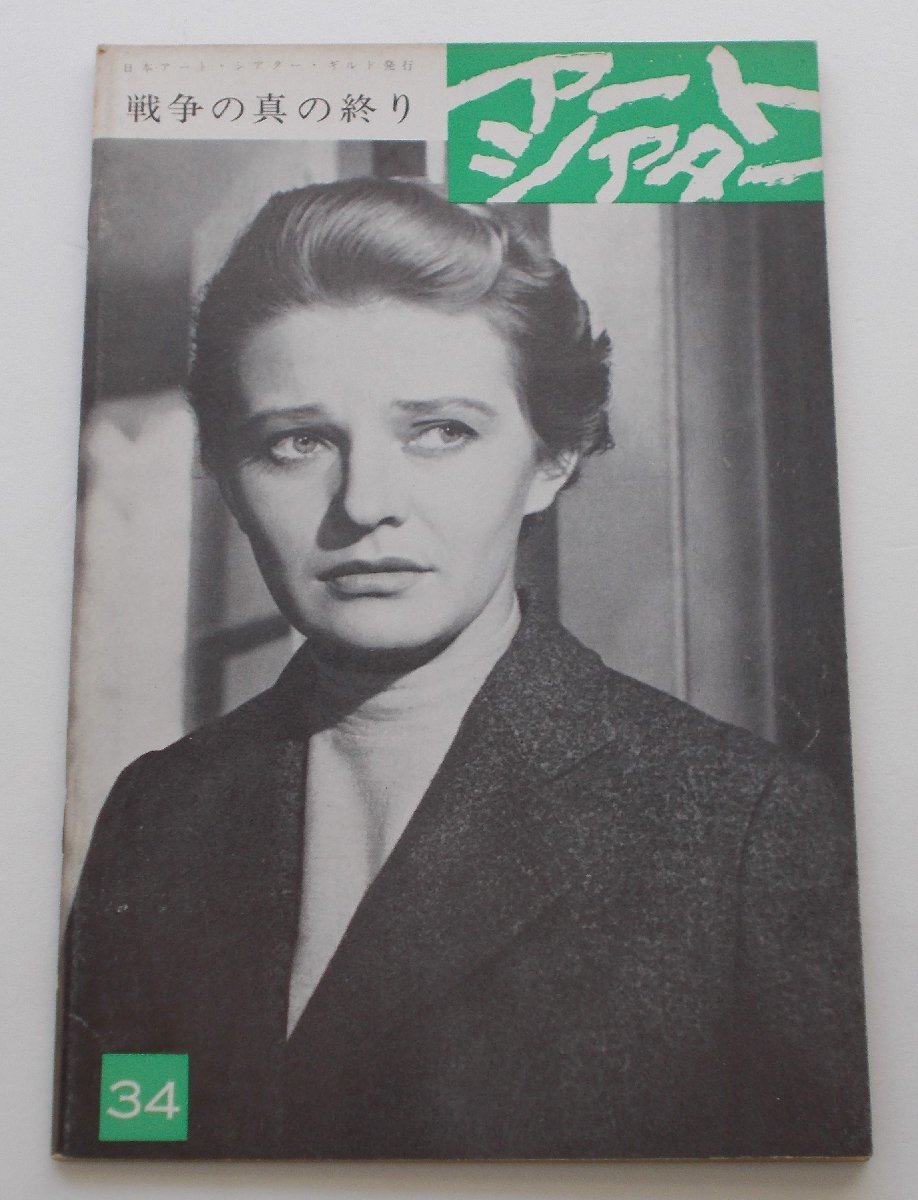 日本アート・シアター・ギルド発行
戦争の真の終り
アート
シアター
34